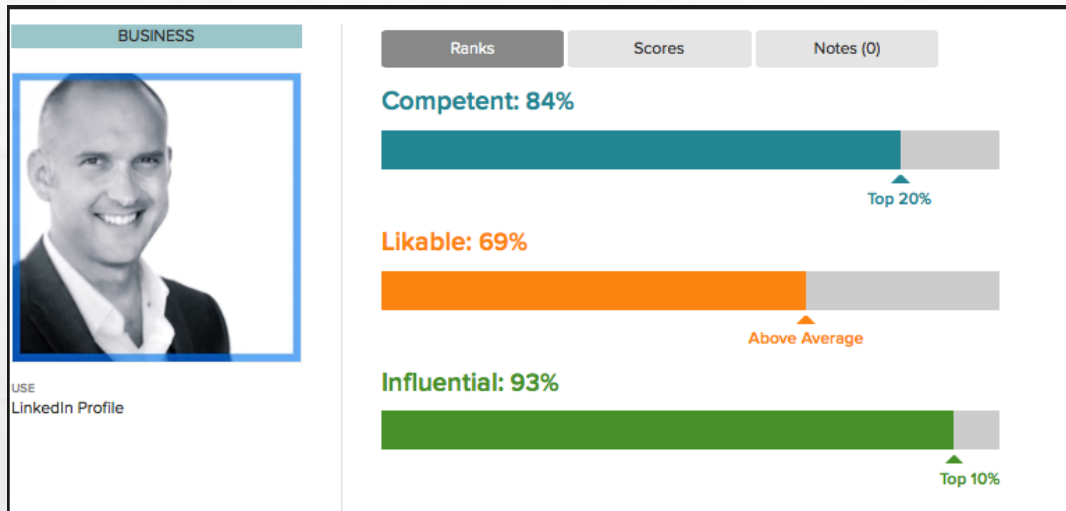 BUSINESS
Ranks
Scores
Notes (0)
Competent: 84%
Top 20%
Likable: 69%
Above Average
Influential: 93%
Top 10%
USE
LinkedIn Profile